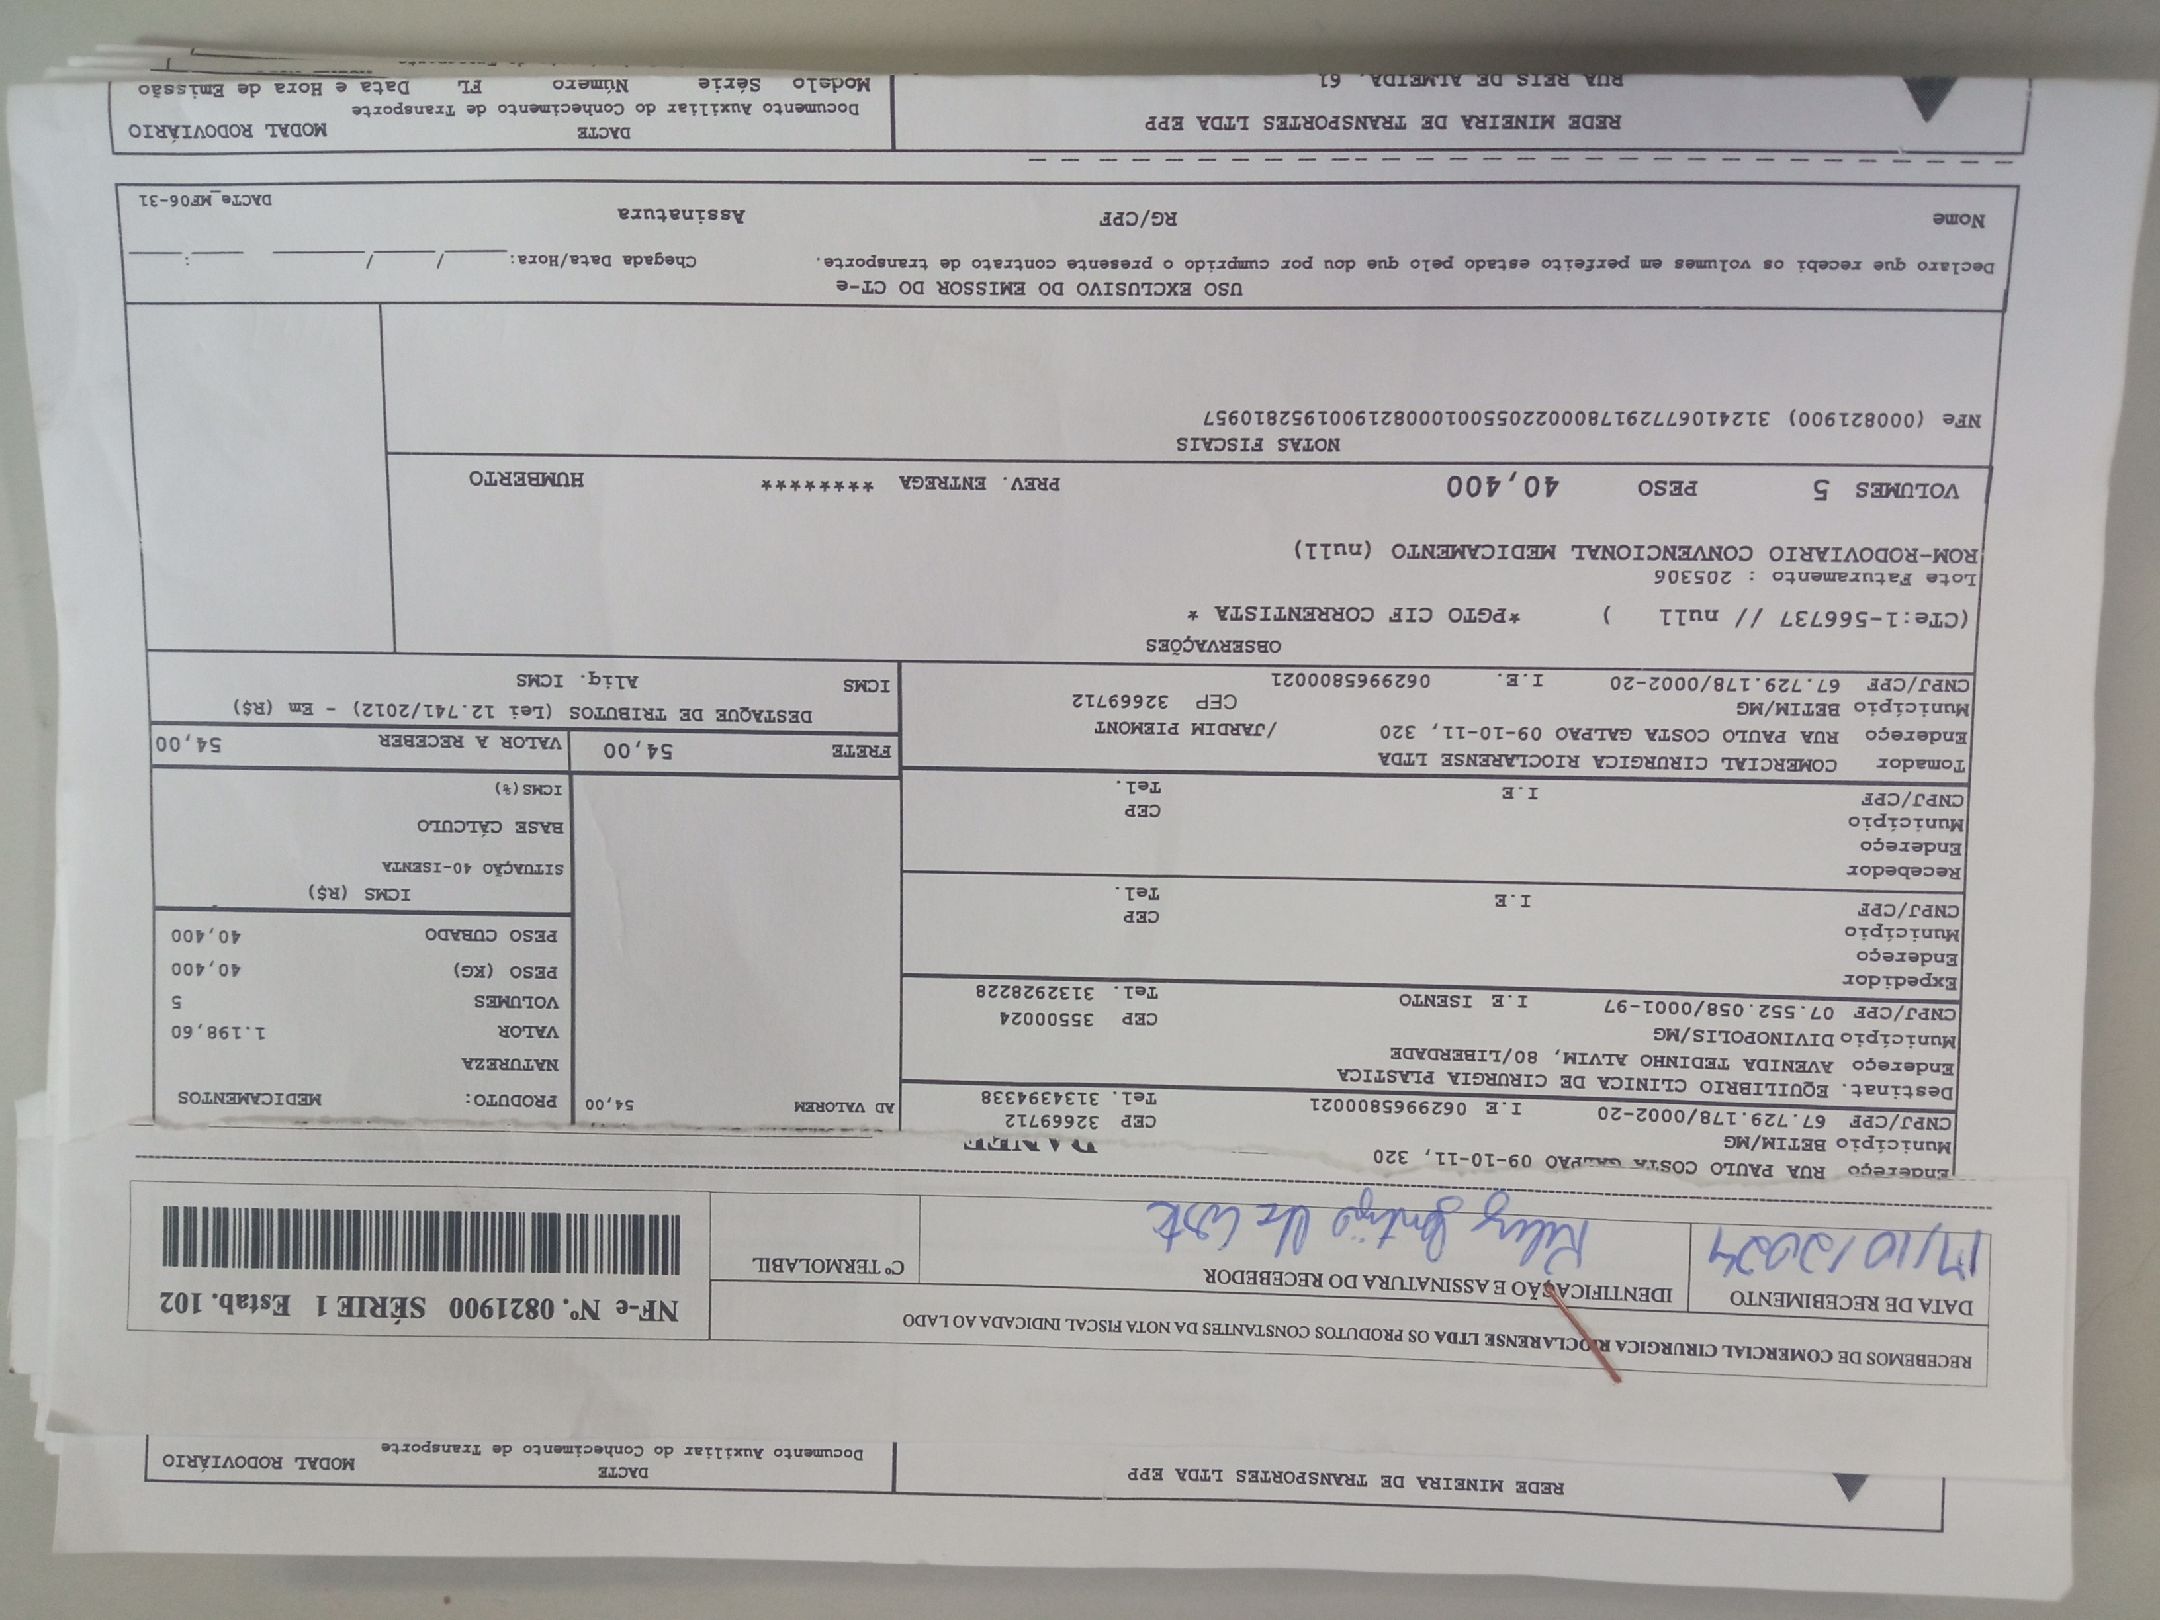 REDE MINEIRA DE TRANSPORTES LTDA EPP
DACTE
Documento Auxiliar do Conhecimento de Transporte
MODAL RODOVIÁRIO
RECEBEMOS DE COMERCIAL CIRURGICA RIOCLARENSE LTDA OS PRODUTOS CONSTANTES DA NOTA FISCAL INDICADA AO LADO
DATA DE RECEBIMENTO
17/10/2024
IDENTIFICAÇÃO E ASSINATURA DO RECEBEDOR
Cº TERMOLABIL
NF-e Nº. 0821900 SÉRIE 1 Estab. 102
DANFE
Endereço RUA PAULO COSTA GALPAO 09-10-11, 320
Município BETIM/MG CEP 32669712
CNPJ/CPF 67.729.178/0002-20 I.E 0629965800021 Tel. 3134394338
Destinat. EQUILIBRIO CLINICA DE CIRURGIA PLASTICA
Endereço AVENIDA TEDINHO ALVIM, 80/LIBERDADE
Município DIVINOPOLIS/MG CEP 35500024
CNPJ/CPF 07.552.058/0001-97 I.E ISENTO Tel. 3132928228
Expedidor
Endereço
Município CEP
CNPJ/CPF I.E Tel.
Recebedor
Endereço
Município CEP
CNPJ/CPF I.E Tel.
Tomador COMERCIAL CIRURGICA RIOCLARENSE LTDA
Endereço RUA PAULO COSTA GALPAO 09-10-11, 320 /JARDIM PIEMONT
Município BETIM/MG CEP 32669712
CNPJ/CPF 67.729.178/0002-20 I.E. 0629965800021
AD VALOREM 54,00
PRODUTO: MEDICAMENTOS
NATUREZA
VALOR 1.198,60
VOLUMES 5
PESO (KG) 40,400
PESO CUBADO 40,400
ICMS (R$)
SITUAÇÃO 40-ISENTA
BASE CÁLCULO
ICMS(%)
FRETE 54,00 VALOR A RECEBER 54,00
DESTAQUE DE TRIBUTOS (Lei 12.741/2012) - Em (R$)
ICMS Aliq. ICMS
OBSERVAÇÕES
(CTe:1-566737 // null ) *PGTO CIF CORRENTISTA *
Lote Faturamento : 205306
ROM-RODOVIARIO CONVENCIONAL MEDICAMENTO (null)
VOLUMES 5 PESO 40,400 PREV. ENTREGA ******** HUMBERTO
NOTAS FISCAIS
NFe (000821900) 31241067729178000220550010008219001952810957
USO EXCLUSIVO DO EMISSOR DO CT-e
Declaro que recebi os volumes em perfeito estado pelo que dou por cumprido o presente contrato de transporte. Chegada Data/Hora:____/____/______ ____:____
Nome RG/CPF Assinatura
DACTe_MF06-31
REDE MINEIRA DE TRANSPORTES LTDA EPP
RUA REIS DE ALMEIDA, 61
DACTE
MODAL RODOVIÁRIO
Documento Auxiliar do Conhecimento de Transporte
Modelo Série Número FL Data e Hora de Emissão